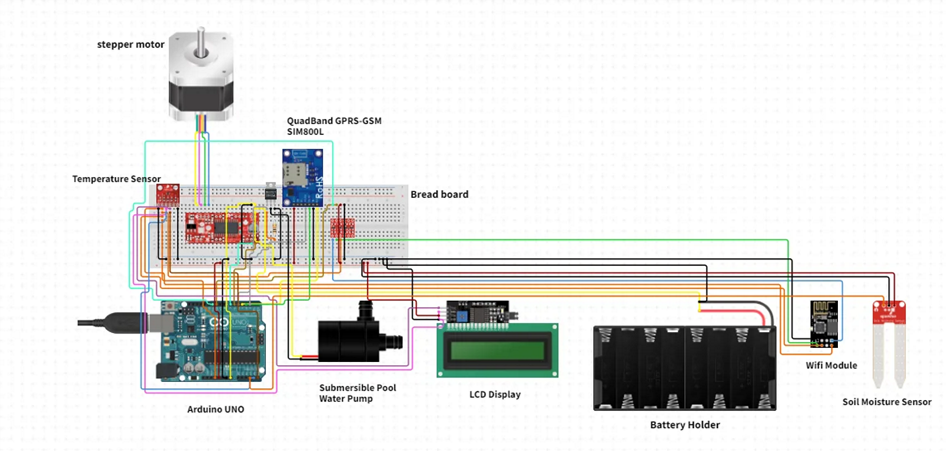 stepper motor
QuadBand GPRS-GSM
SIM800L
RoHS
Temperature Sensor
Bread board
Submersible Pool
Water Pump
LCD Display
Wifi Module
Soil Moisture Sensor
Arduino UNO
Battery Holder